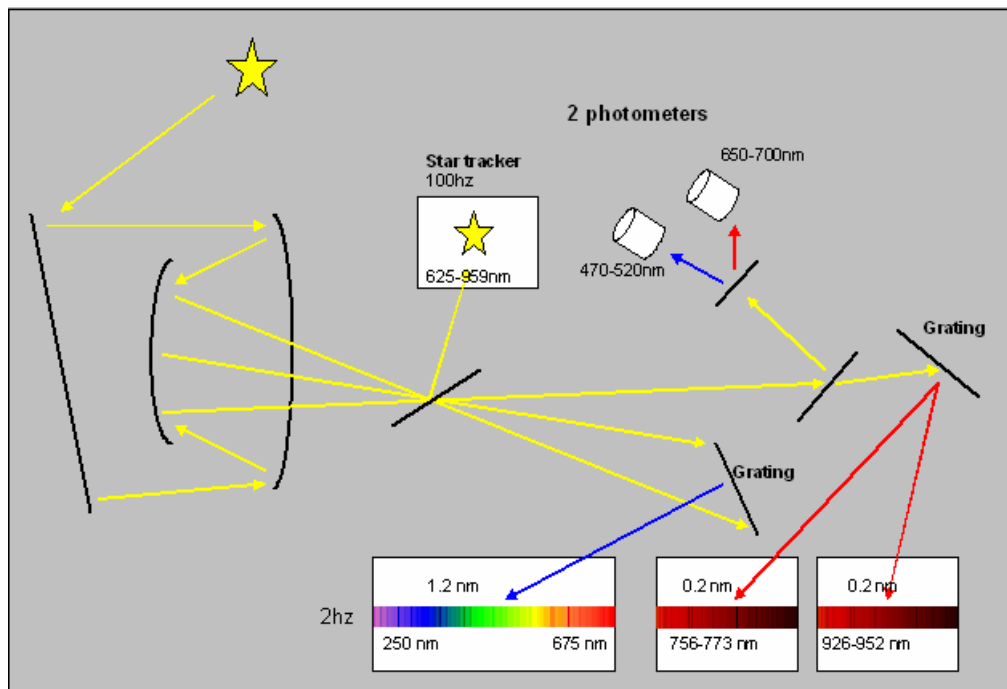 2 photometers
650-700nm
Star tracker
100hz
470-520nm
625-959nm
Grating
Grating
1.2 nm
0.2 nm
0.2 nm
2hz
250 nm
675 nm
756-773 nm
926-952 nm